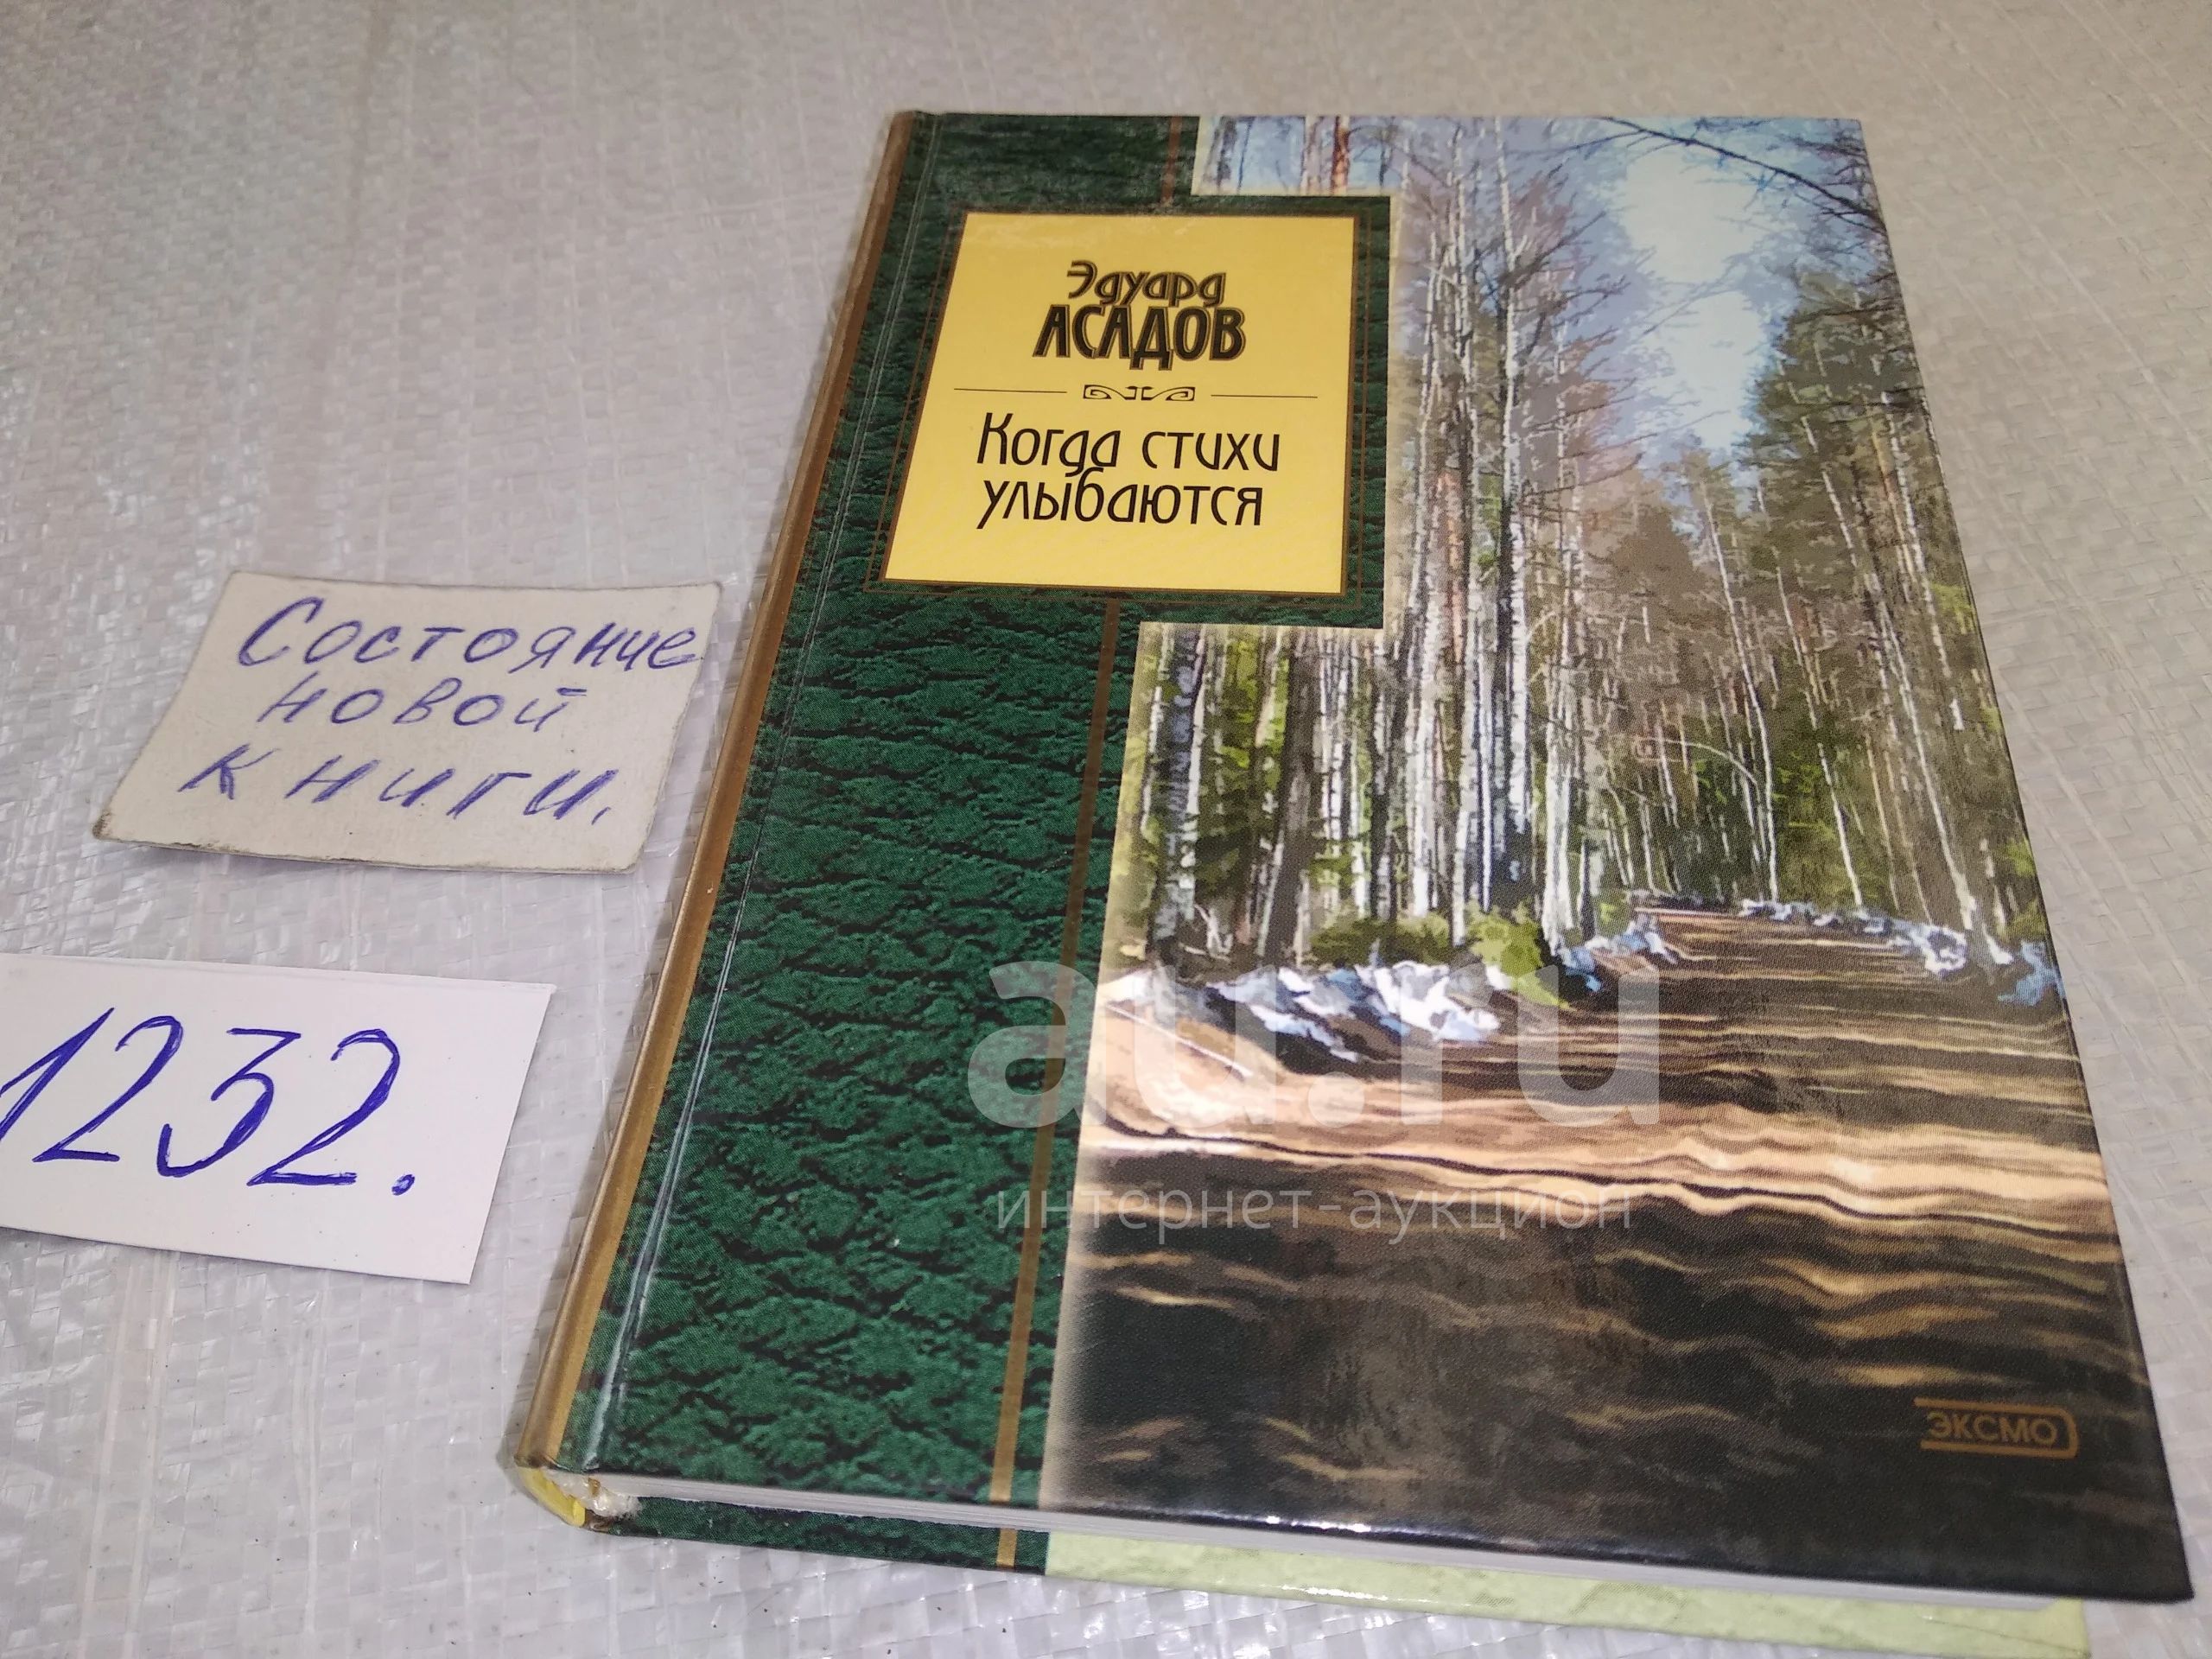 Эдуард
АСАДОВ
Когда стихи
улыбаются
Состояние
новой
книги.
1232.
au.ru
интернет-аукцион
ЭКСМО